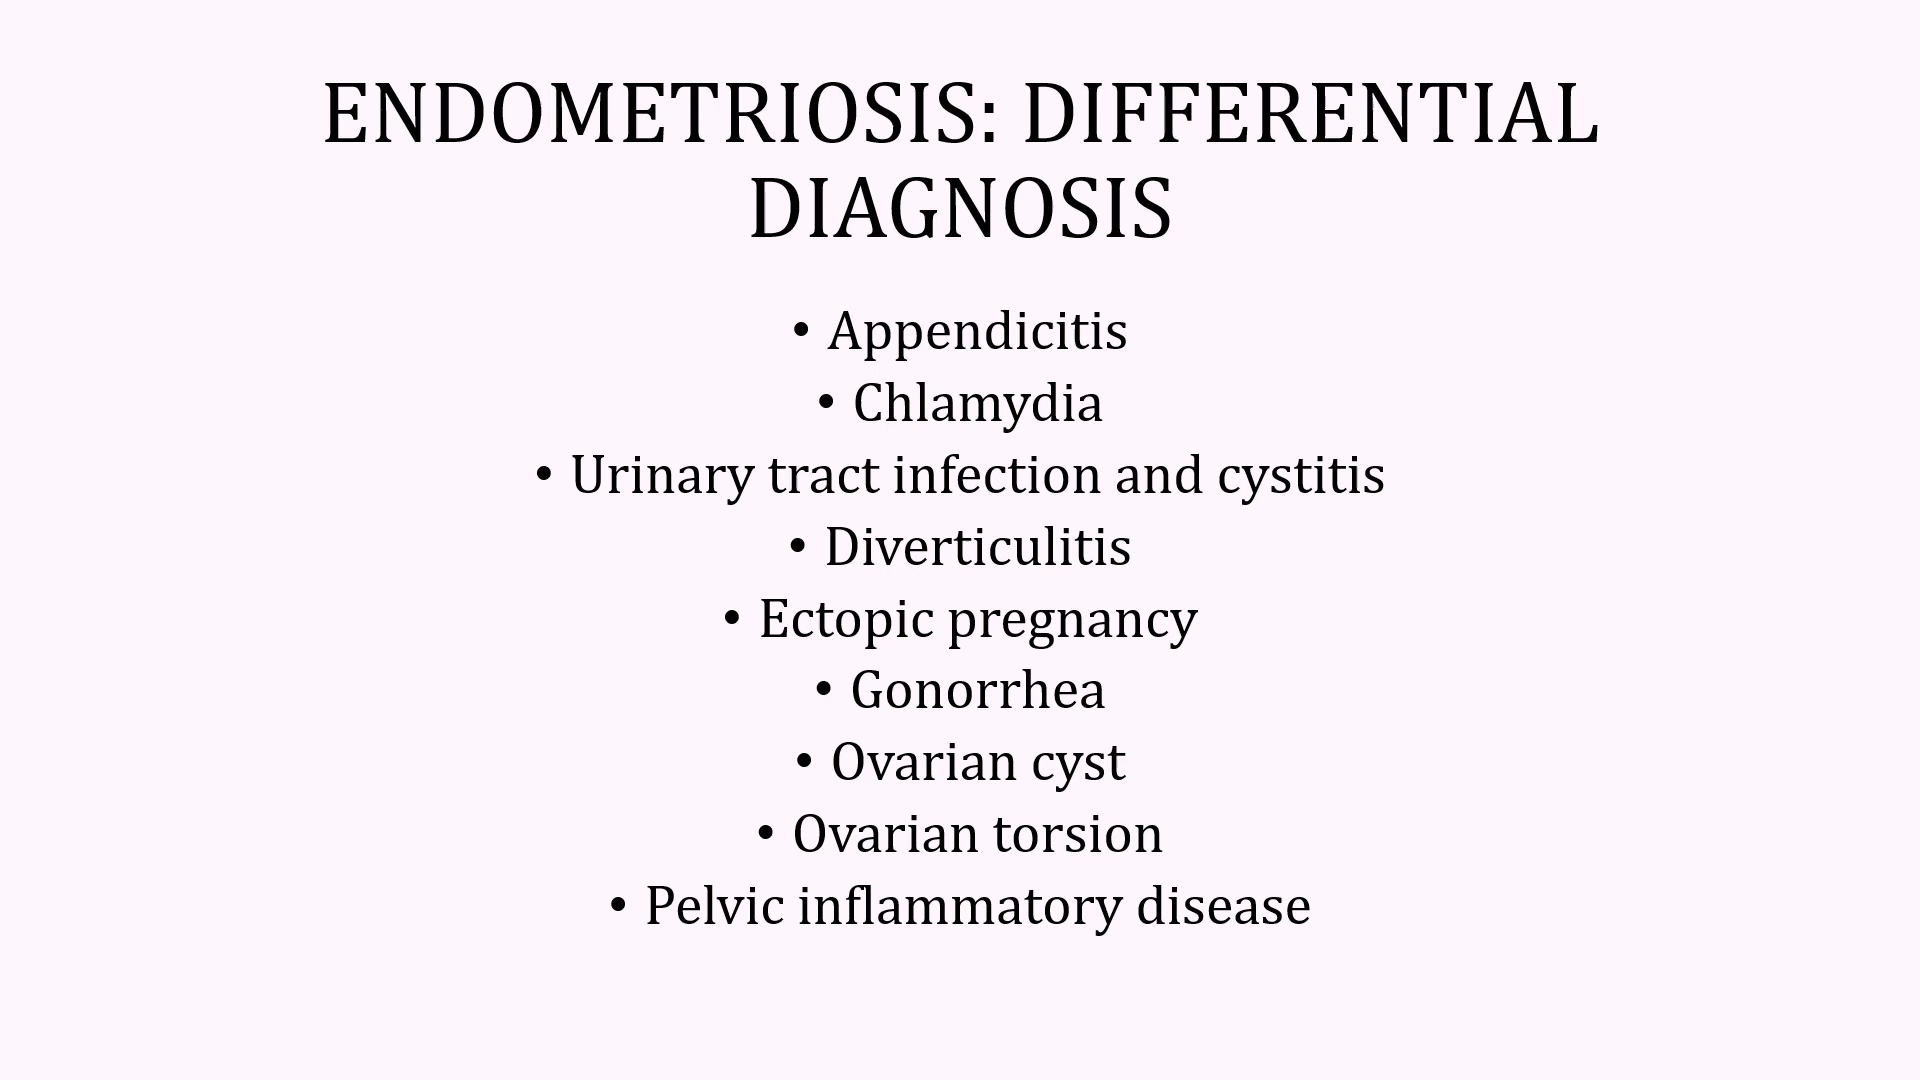 ENDOMETRIOSIS: DIFFERENTIAL
DIAGNOSIS
• Appendicitis
• Chlamydia
• Urinary tract infection and cystitis
• Diverticulitis
• Ectopic pregnancy
• Gonorrhea
• Ovarian cyst
• Ovarian torsion
• Pelvic inflammatory disease